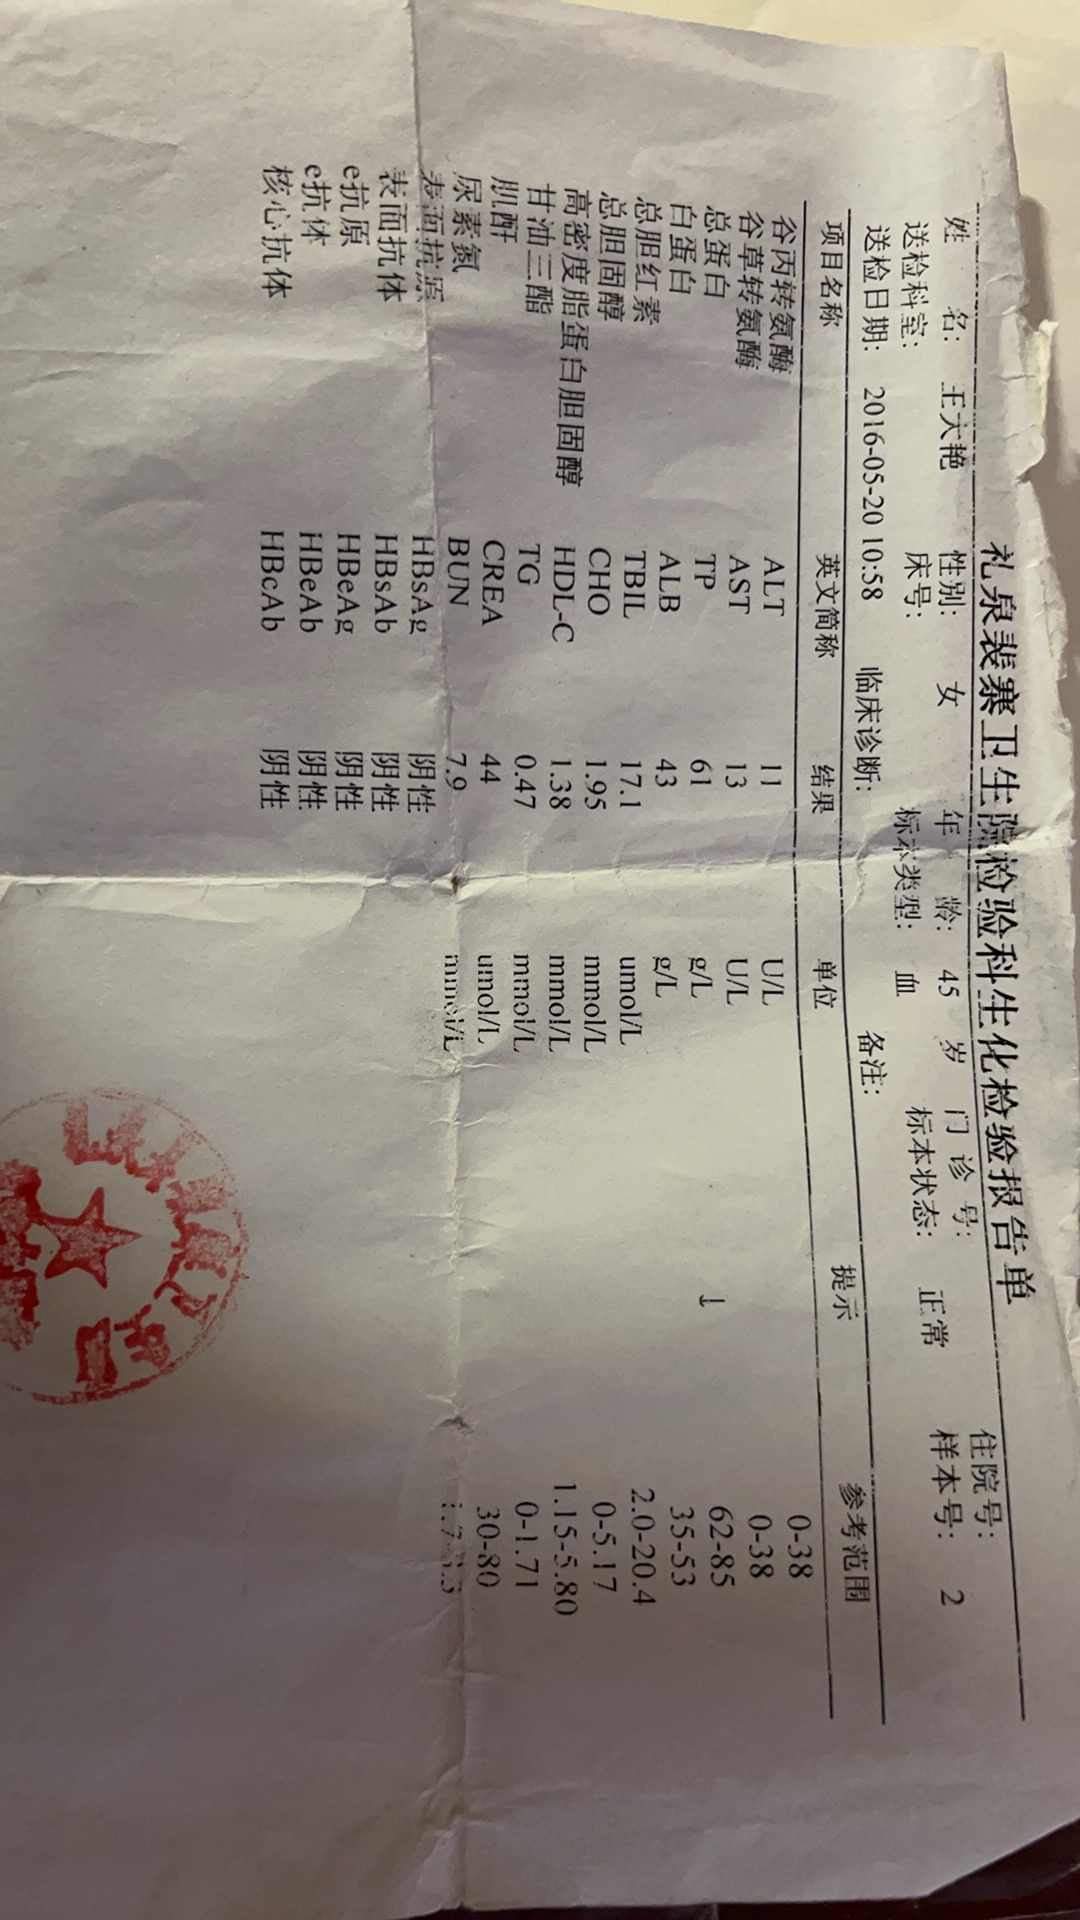 礼泉裴寨卫生院检验科生化检验报告单
姓 名: 王大艳 性别: 女 年 龄: 45 岁 门 诊 号: 住院号:
送检科室: 床号: 标本类型: 血 标本状态: 正常 样本号: 2
送检日期: 2016-05-20 10:58 临床诊断: 备注:
项目名称 英文简称 结果 单位 提示 参考范围
谷丙转氨酶 ALT 11 U/L 0-38
谷草转氨酶 AST 13 U/L 0-38
总蛋白 TP 61 g/L ↓ 62-85
白蛋白 ALB 43 g/L 35-53
总胆红素 TBIL 17.1 umol/L 2.0-20.4
总胆固醇 CHO 1.95 mmol/L 0-5.17
高密度脂蛋白胆固醇 HDL-C 1.38 mmol/L 1.15-5.80
甘油三酯 TG 0.47 mmol/L 0-1.71
肌酐 CREA 44 umol/L 30-80
尿素氮 BUN 7.9 mmol/L
表面抗原 HBsAg 阴性
表面抗体 HBsAb 阴性
e抗原 HBeAg 阴性
e抗体 HBeAb 阴性
核心抗体 HBcAb 阴性